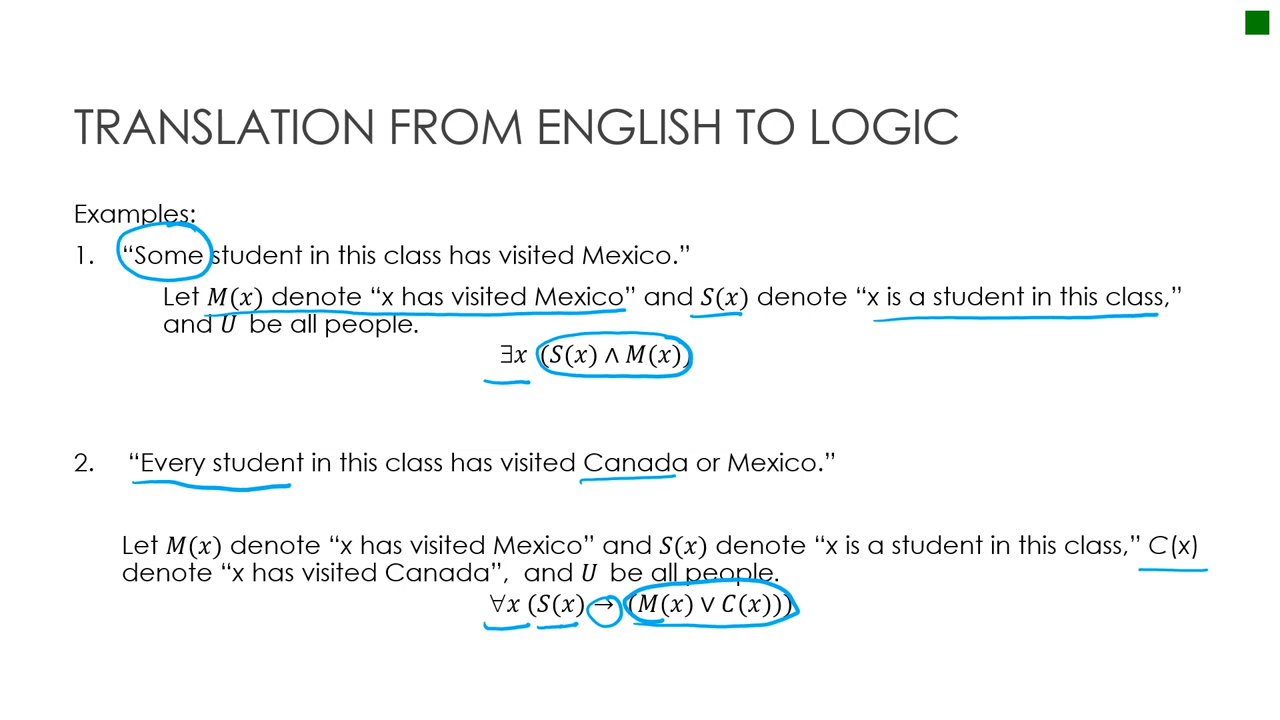 TRANSLATION FROM ENGLISH TO LOGIC
Examples:
1. “Some student in this class has visited Mexico.”
Let M(x) denote “x has visited Mexico” and S(x) denote “x is a student in this class,”
and U be all people.
∃x (S(x) ∧ M(x))
2. “Every student in this class has visited Canada or Mexico.”
Let M(x) denote “x has visited Mexico” and S(x) denote “x is a student in this class,” C(x)
denote “x has visited Canada”, and U be all people.
∀x (S(x) → (M(x) ∨ C(x)))